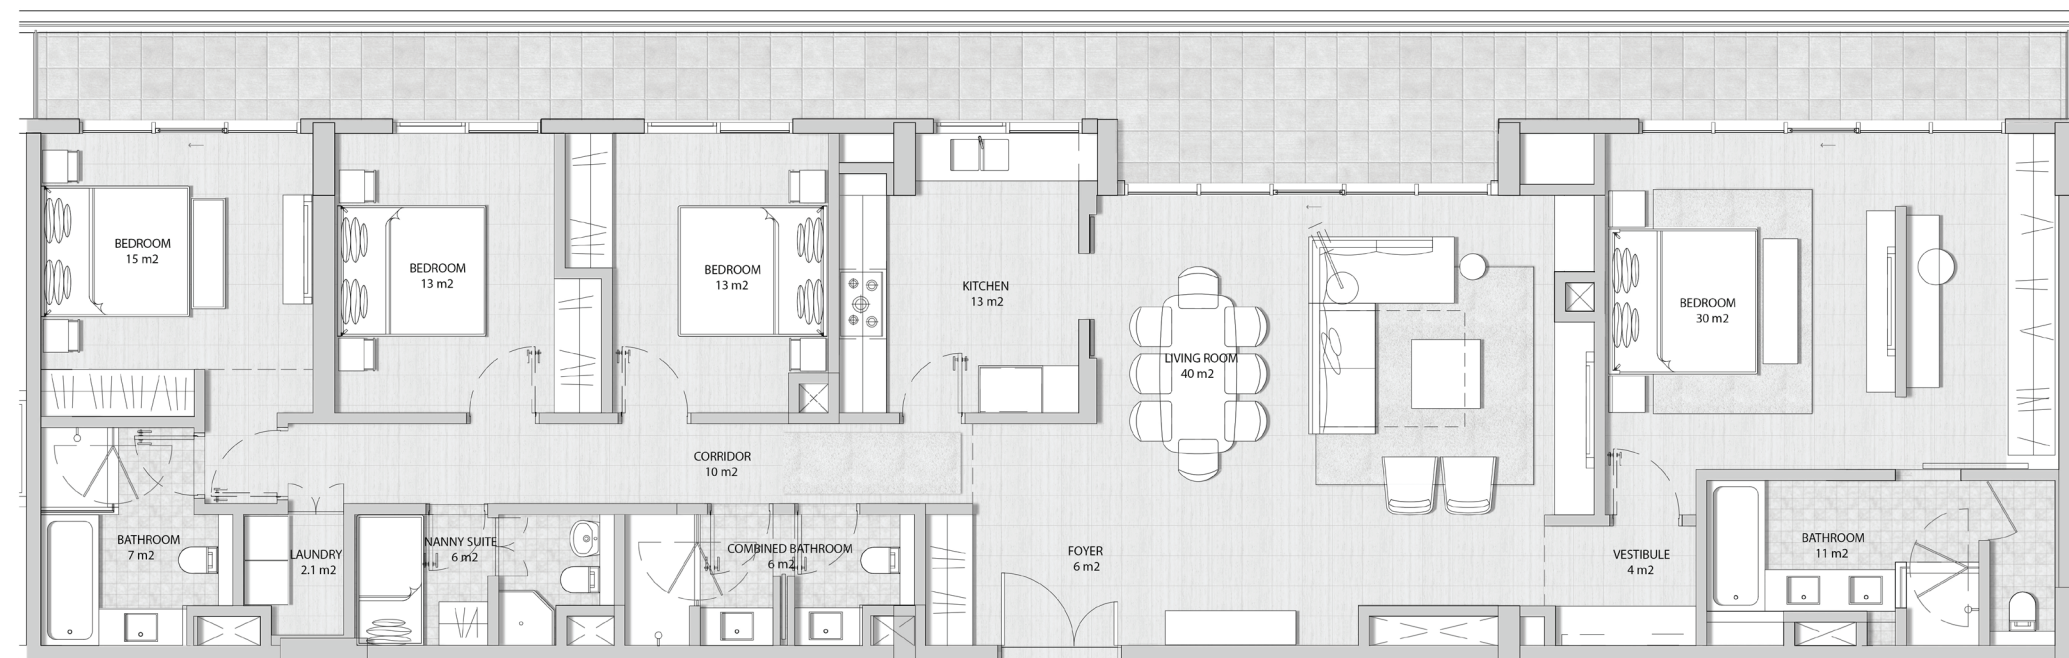 BEDROOM
15 m2
BEDROOM
13 m2
BEDROOM
13 m2
KITCHEN
13 m2
LIVING ROOM
40 m2
BEDROOM
30 m2
CORRIDOR
10 m2
BATHROOM
7 m2
LAUNDRY
2.1 m2
NANNY SUITE
6 m2
COMBINED BATHROOM
6 m2
FOYER
6 m2
VESTIBULE
4 m2
BATHROOM
11 m2